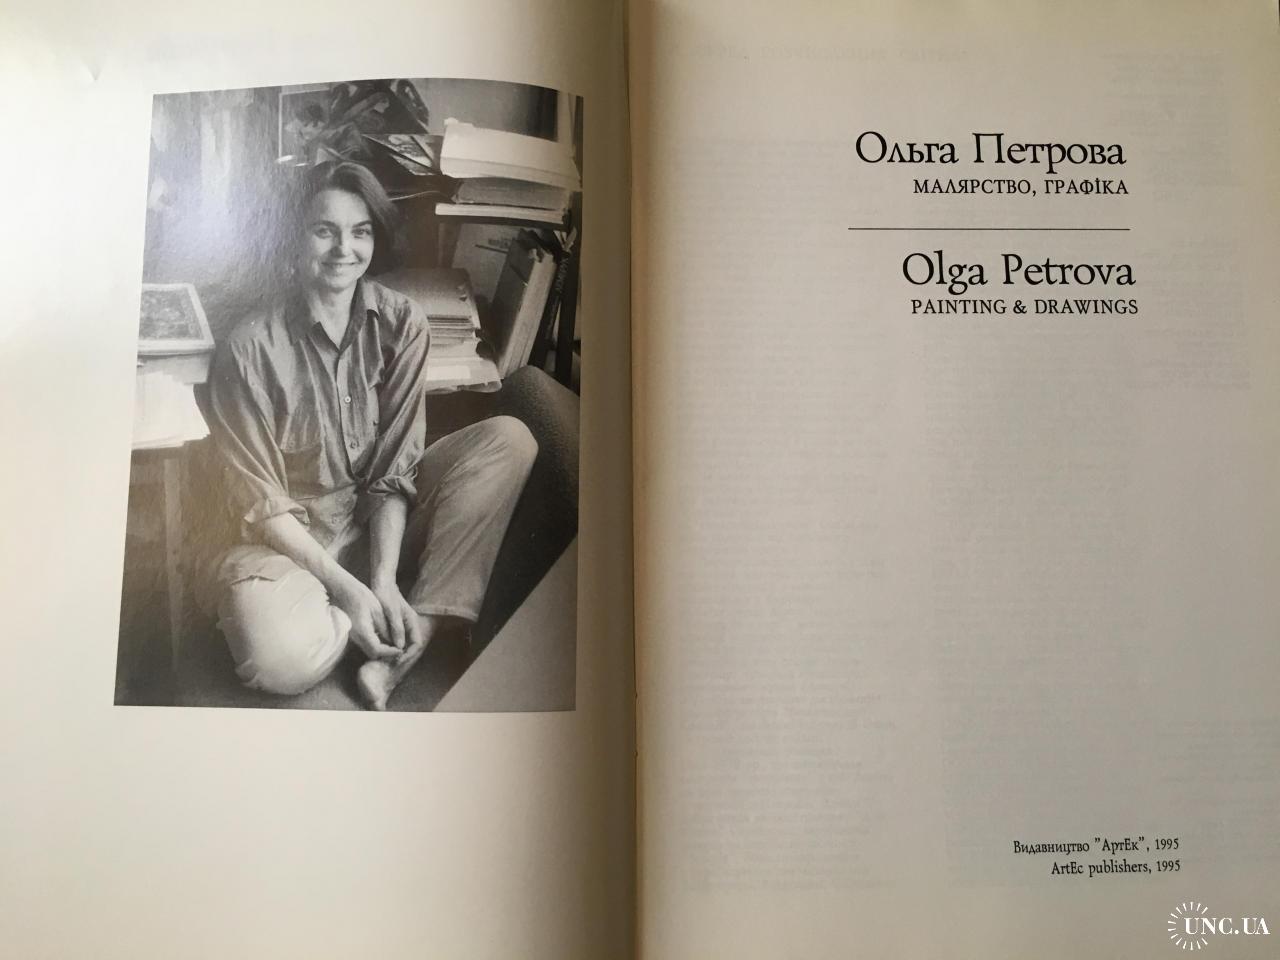 Ольга Петрова
МАЛЯРСТВО, ГРАФІКА
Olga Petrova
PAINTING & DRAWINGS
Видавництво "АртЕк", 1995
ArtEc publishers, 1995
UNC.UA